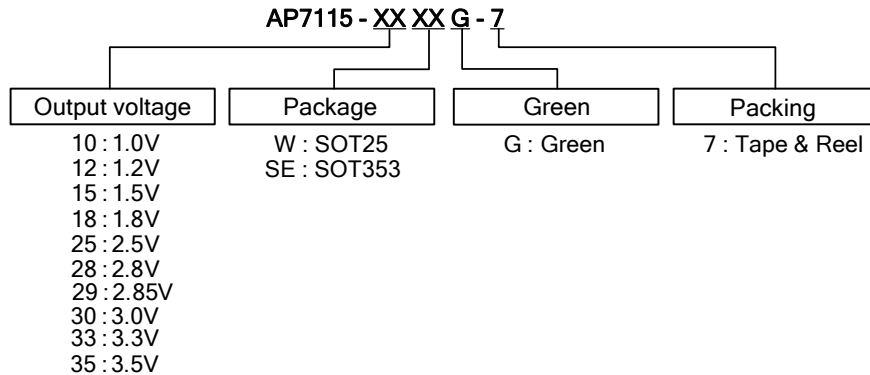 AP7115 - XX XX G - 7
Output voltage
Package
Green
Packing
10 : 1.0V
12 : 1.2V
15 : 1.5V
18 : 1.8V
25 : 2.5V
28 : 2.8V
29 : 2.85V
30 : 3.0V
33 : 3.3V
35 : 3.5V
W : SOT25
SE : SOT353
G : Green
7 : Tape & Reel